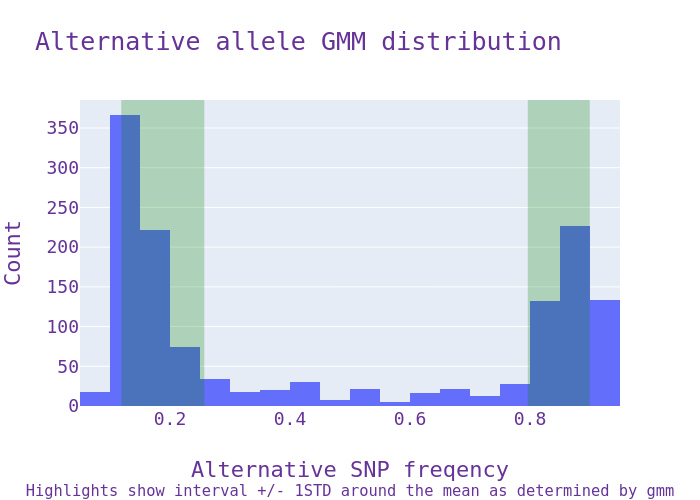 Alternative allele GMM distribution
350
300
250
200
150
100
50
0
Count
0.2 0.4 0.6 0.8
Alternative SNP freqency
Highlights show interval +/- 1STD around the mean as determined by gmm